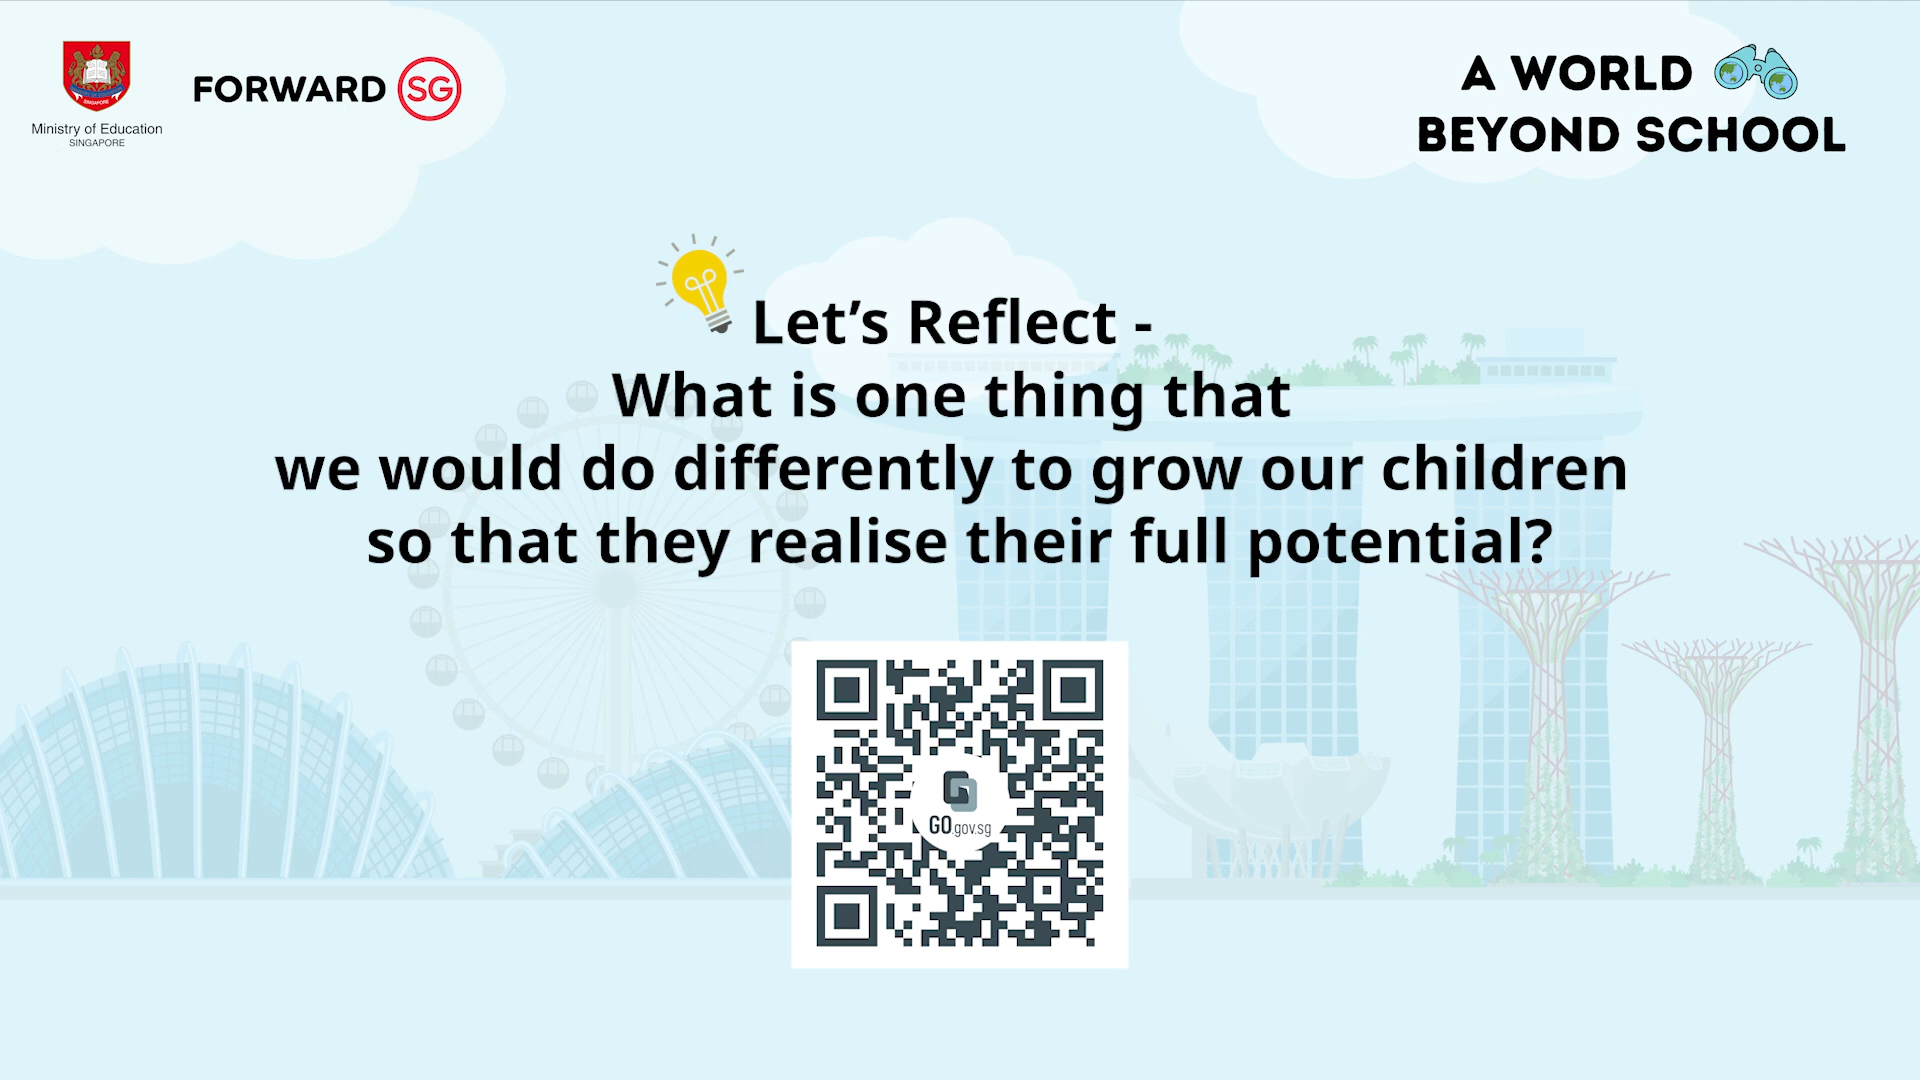 Ministry of Education
SINGAPORE
FORWARD SG
A WORLD
BEYOND SCHOOL
Let’s Reflect -
What is one thing that
we would do differently to grow our children
so that they realise their full potential?
GO.gov.sg